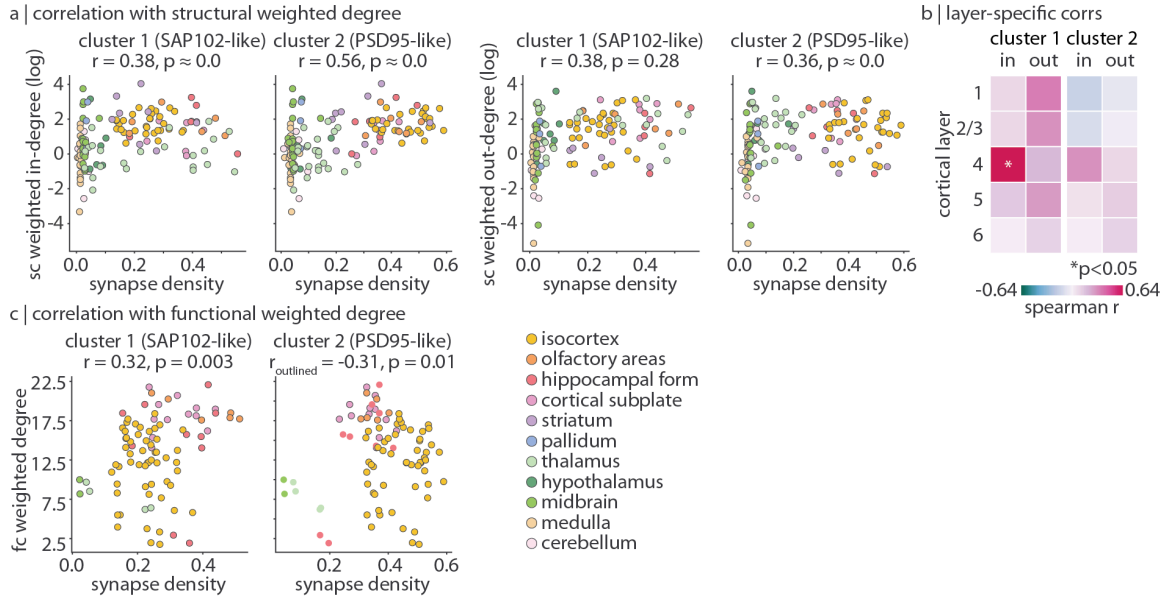 a | correlation with structural weighted degree
cluster 1 (SAP102-like)
r = 0.38, p ≈ 0.0
cluster 2 (PSD95-like)
r = 0.56, p ≈ 0.0
cluster 1 (SAP102-like)
r = 0.38, p = 0.28
cluster 2 (PSD95-like)
r = 0.36, p ≈ 0.0
sc weighted in-degree (log)
4
2
0
-2
-4
0.0 0.2 0.4
synapse density
0.0 0.2 0.4 0.6
synapse density
sc weighted out-degree (log)
4
2
0
-2
-4
0.0 0.2 0.4
synapse density
0.0 0.2 0.4 0.6
synapse density
b | layer-specific corrs
cluster 1 cluster 2
in out in out
cortical layer
1
2/3
4
*
5
6
*p<0.05
-0.64 0.64
spearman r
c | correlation with functional weighted degree
cluster 1 (SAP102-like)
r = 0.32, p = 0.003
cluster 2 (PSD95-like)
r outlined = -0.31, p = 0.01
fc weighted degree
22.5
17.5
12.5
7.5
2.5
0.0 0.2 0.4
synapse density
0.0 0.2 0.4 0.6
synapse density
isocortex
olfactory areas
hippocampal form
cortical subplate
striatum
pallidum
thalamus
hypothalamus
midbrain
medulla
cerebellum